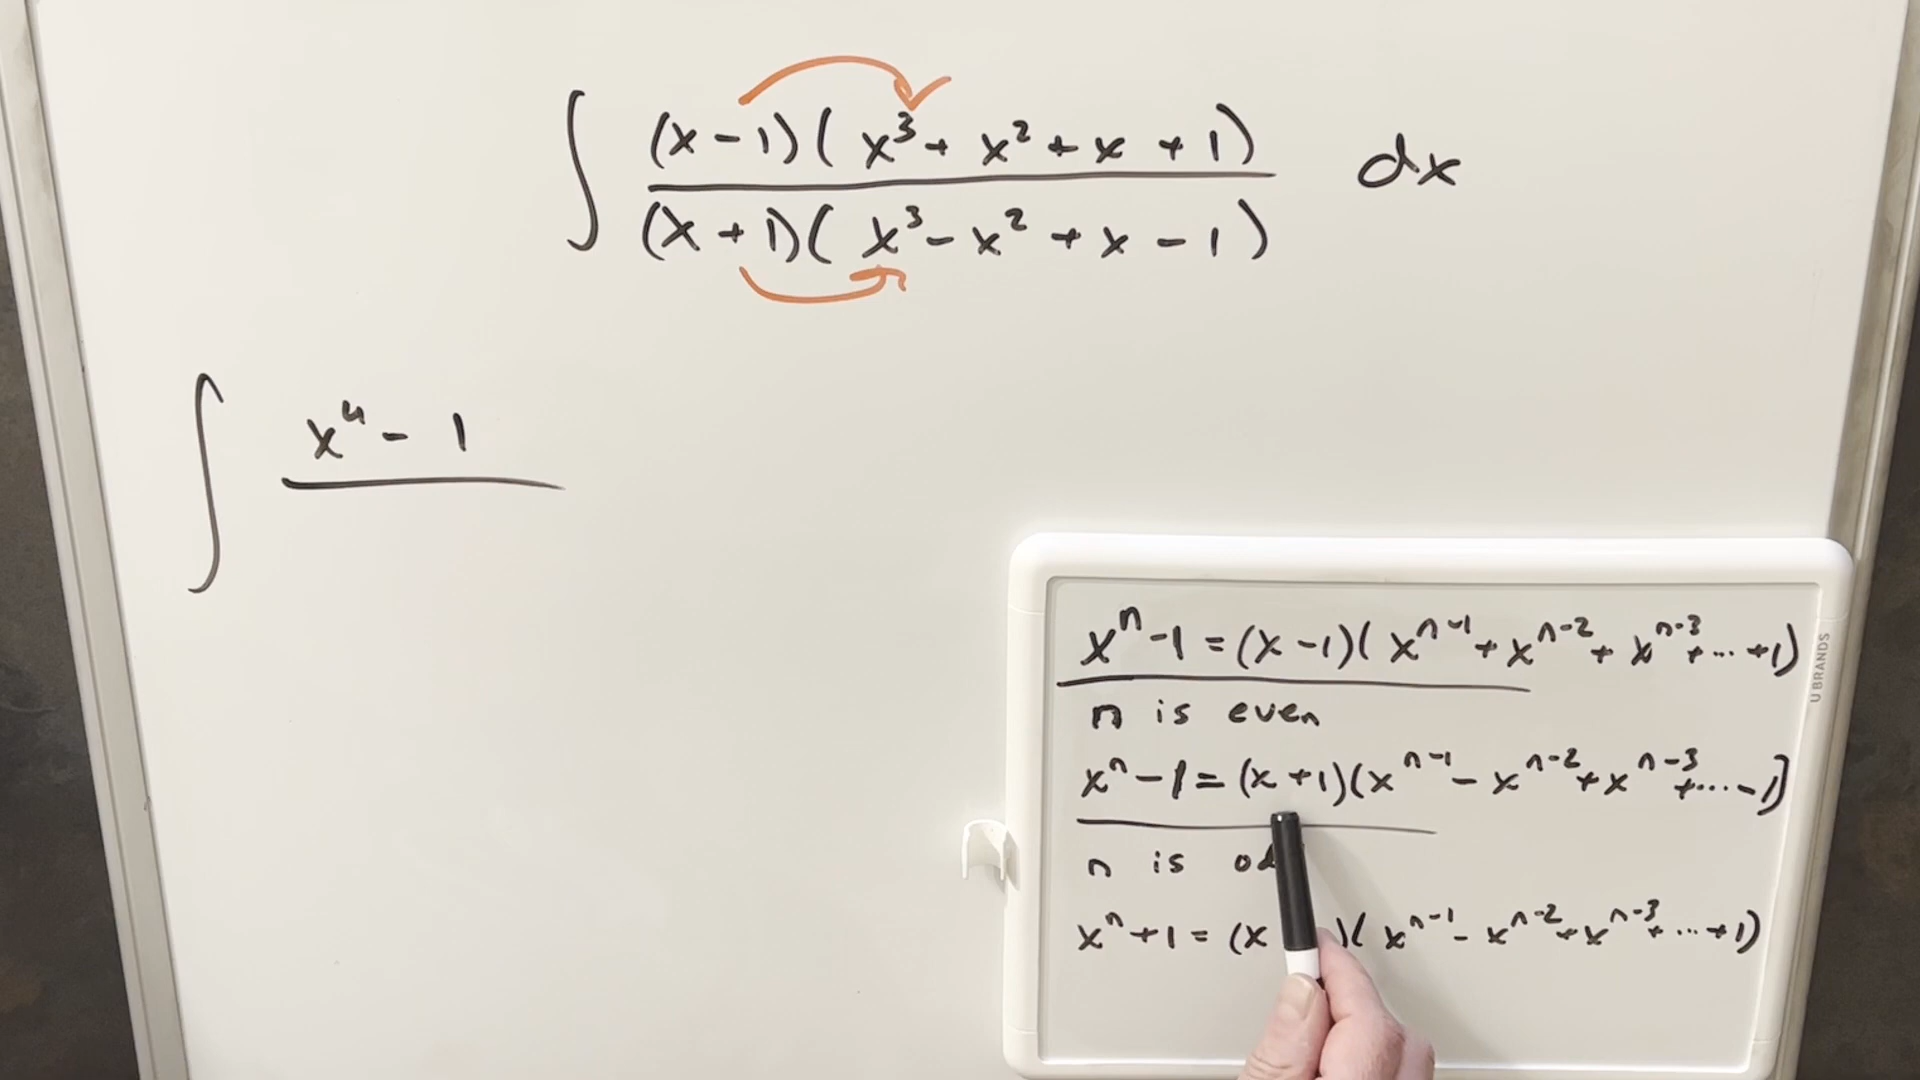 ∫ (x - 1)(x³ + x² + x + 1) / (x + 1)(x³ - x² + x - 1) dx
∫ x⁴ - 1
xⁿ - 1 = (x - 1)(xⁿ⁻¹ + xⁿ⁻² + xⁿ⁻³ + ... + 1)
n is even
xⁿ - 1 = (x + 1)(xⁿ⁻¹ - xⁿ⁻² + xⁿ⁻³ + ... - 1)
n is
xⁿ + 1 = (x )(xⁿ⁻¹ - xⁿ⁻² + xⁿ⁻³ + ... + 1)
U BRANDS